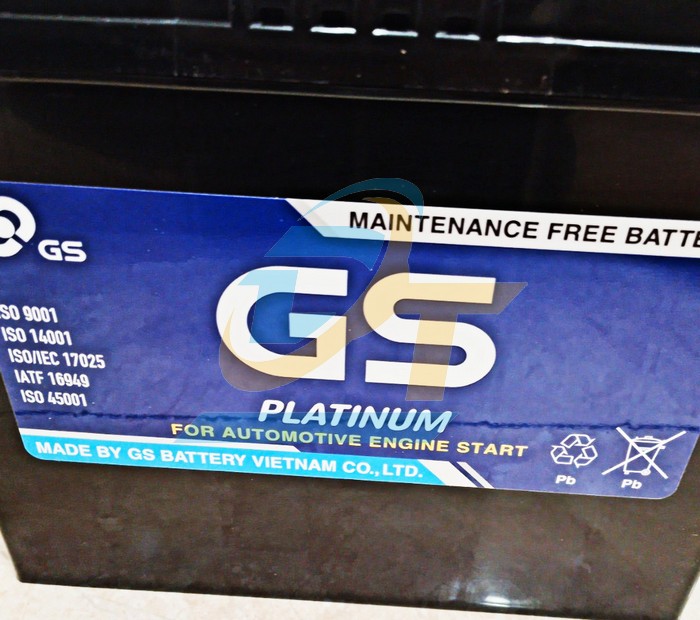 MAINTENANCE FREE BATTE
GS
GS
ISO 9001
ISO 14001
ISO/IEC 17025
IATF 16949
ISO 45001
PLATINUM
FOR AUTOMOTIVE ENGINE START
MADE BY GS BATTERY VIETNAM CO., LTD.
Pb
Pb